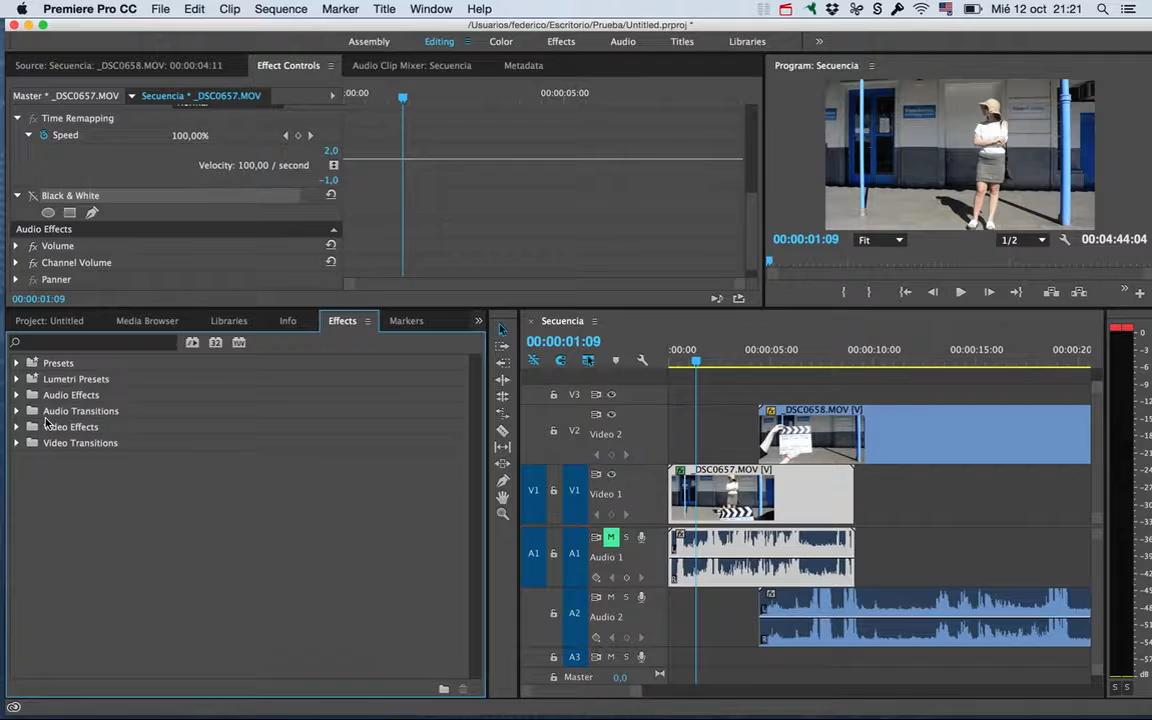 Premiere Pro CC File Edit Clip Sequence Marker Title Window Help Mié 12 oct 21:21
/Usuarios/federico/Escritorio/Prueba/Untitled.prproj *
Assembly Editing Color Effects Audio Titles Libraries
Source: Secuencia: _DSC0658.MOV: 00:00:04:11 Effect Controls Audio Clip Mixer: Secuencia Metadata
Program: Secuencia
Master * _DSC0657.MOV Secuencia * _DSC0657.MOV
:00:00 00:00:05:00
Time Remapping
Speed 100,00%
2,0
Velocity: 100,00 / second
-1,0
Black & White
Audio Effects
Volume
Channel Volume
Panner
00:00:01:09
00:00:01:09 Fit 1/2 00:04:44:04
Project: Untitled Media Browser Libraries Info Effects Markers
Presets
Lumetri Presets
Audio Effects
Audio Transitions
Video Effects
Video Transitions
Secuencia
00:00:01:09
:00:00 00:00:05:00 00:00:10:00 00:00:15:00 00:00:20
V3
V2 Video 2
_DSC0658.MOV [V]
V1 V1 Video 1
_DSC0657.MOV [V]
A1 A1 M S Audio 1
L
R
A2 M S Audio 2
L
R
A3 M S
Master 0,0
0
-3
-6
-9
-12
-15
-18
-21
-24
-27
-30
-33
-36
-39
-42
-45
-48
-51
-54
-57
dB
S S